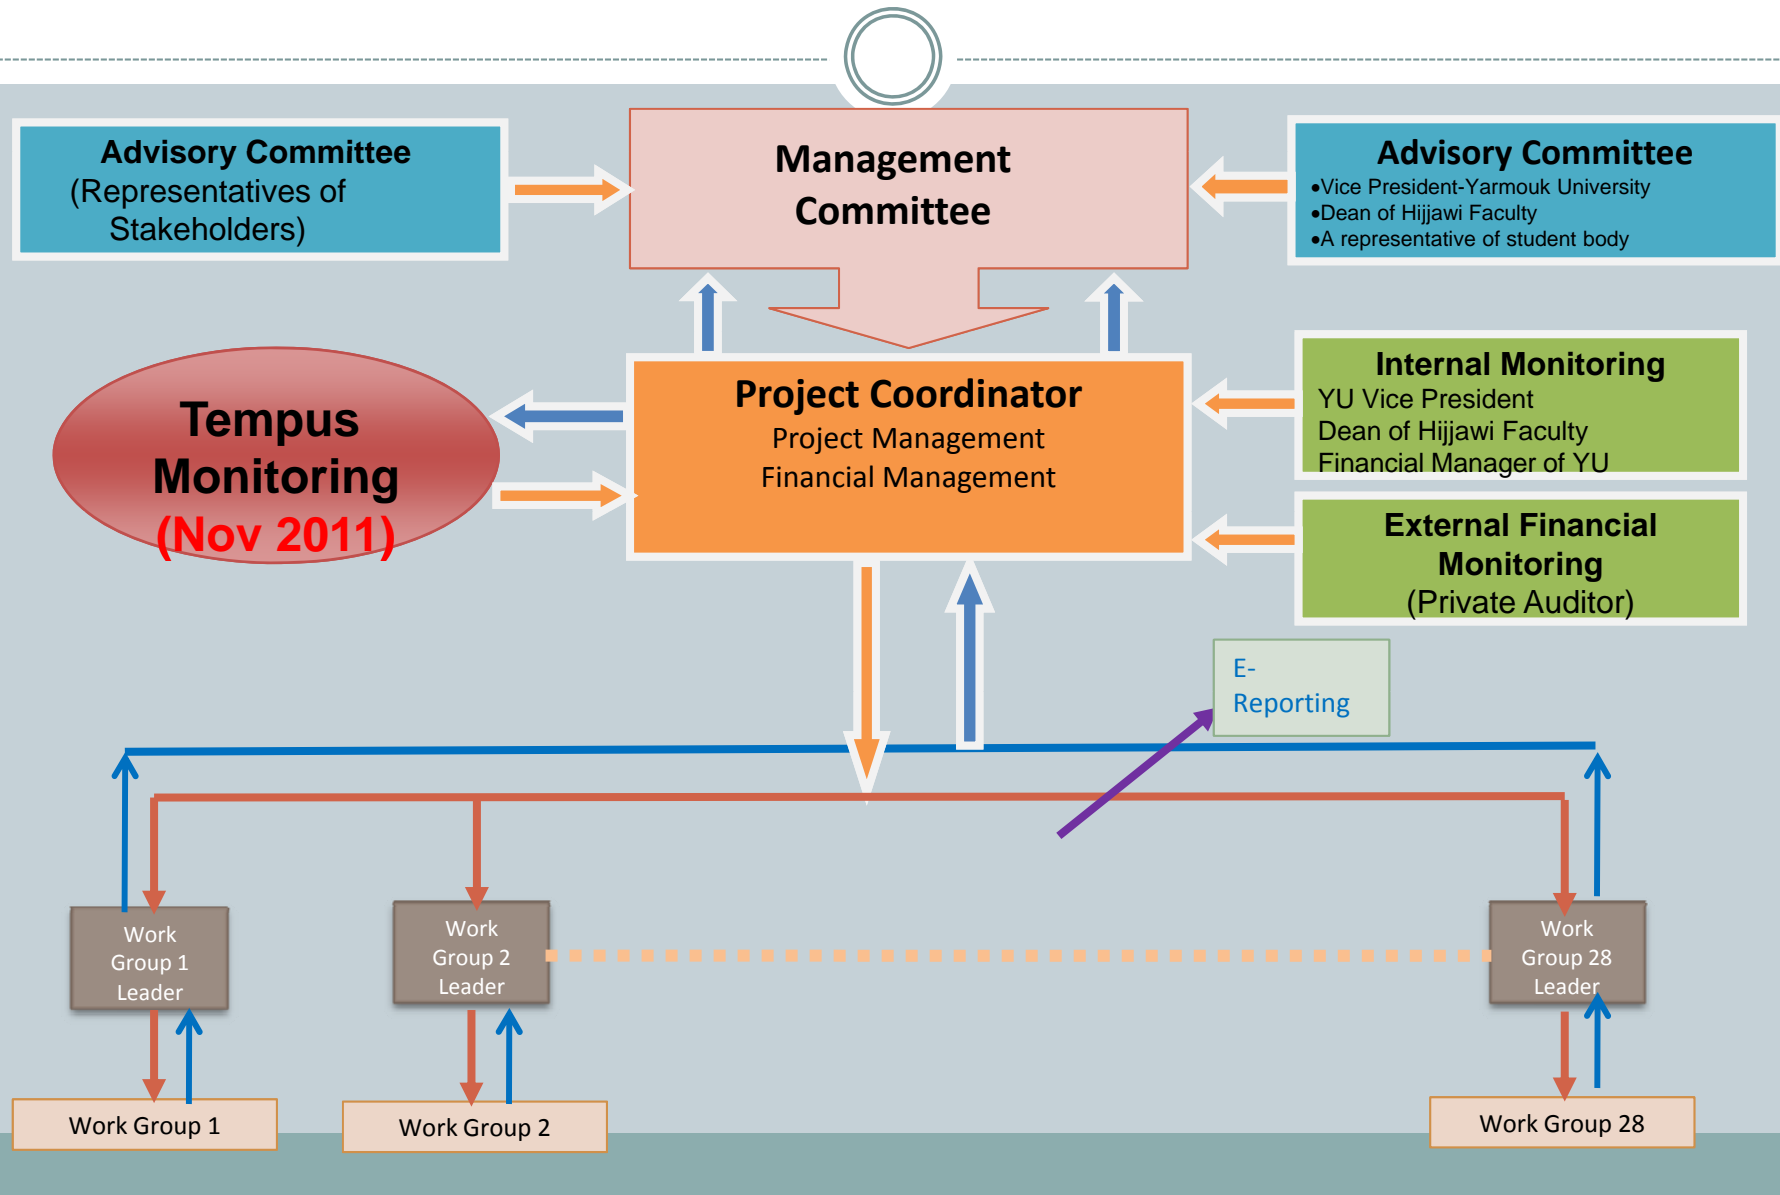 Advisory Committee
(Representatives of
Stakeholders)
Management
Committee
Advisory Committee
•Vice President-Yarmouk University
•Dean of Hijjawi Faculty
•A representative of student body
Tempus
Monitoring
(Nov 2011)
Project Coordinator
Project Management
Financial Management
Internal Monitoring
YU Vice President
Dean of Hijjawi Faculty
Financial Manager of YU
External Financial
Monitoring
(Private Auditor)
E-
Reporting
Work
Group 1
Leader
Work
Group 2
Leader
Work
Group 28
Leader
Work Group 1
Work Group 2
Work Group 28